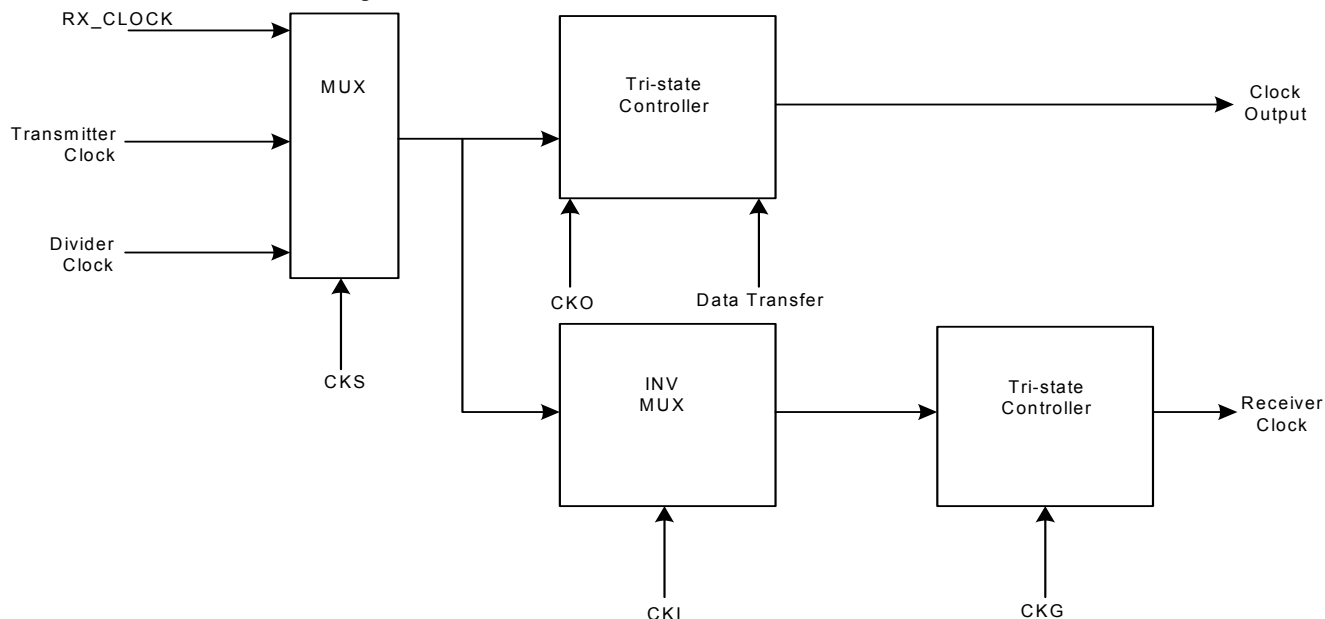 RX_CLOCK
MUX
Tri-state
Controller
Clock
Output
Transmitter
Clock
Divider
Clock
CKO
Data Transfer
CKS
INV
MUX
Tri-state
Controller
Receiver
Clock
CKI
CKG